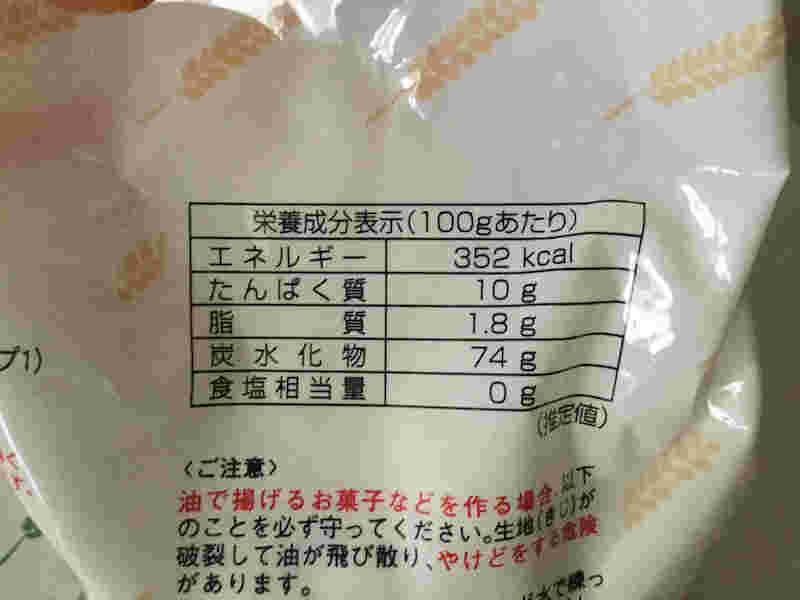 栄養成分表示(100gあたり)
エネルギー 352 kcal
たんぱく質 10 g
脂質 1.8 g
炭水化物 74 g
食塩相当量 0 g
(推定値)
プ1)
〈ご注意〉
油で揚げるお菓子などを作る場合、以下
のことを必ず守ってください。生地(きじ)が
破裂して油が飛び散り、やけどをする危険
があります。
水で練っ